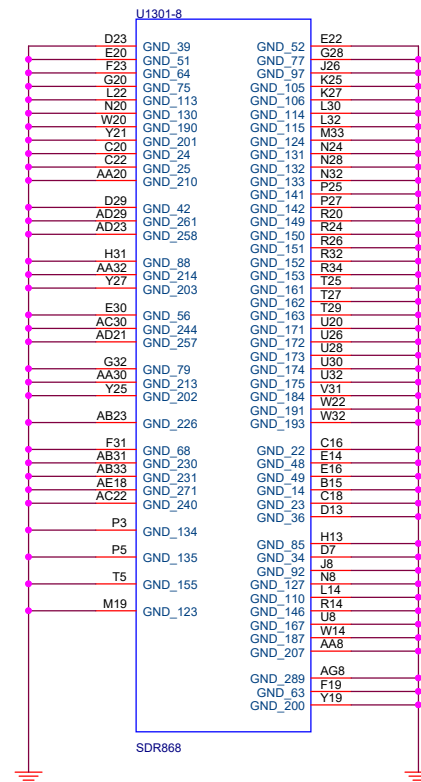 U1301-8
D23 GND_39
E20 GND_51
F23 GND_64
G20 GND_75
L22 GND_113
N20 GND_130
W20 GND_190
Y21 GND_201
C20 GND_24
C22 GND_25
AA20 GND_210
D29 GND_42
AD29 GND_261
AD23 GND_258
H31 GND_88
AA32 GND_214
Y27 GND_203
E30 GND_56
AC30 GND_244
AD21 GND_257
G32 GND_79
AA30 GND_213
Y25 GND_202
AB23 GND_226
F31 GND_68
AB31 GND_230
AB33 GND_231
AE18 GND_271
AC22 GND_240
P3 GND_134
P5 GND_135
T5 GND_155
M19 GND_123
GND_52 E22
GND_77 G28
GND_97 J26
GND_105 K25
GND_106 K27
GND_114 L30
GND_115 L32
GND_124 M33
GND_131 N24
GND_132 N28
GND_133 N32
GND_141 P25
GND_142 P27
GND_149 R20
GND_150 R24
GND_151 R26
GND_152 R32
GND_153 R34
GND_161 T25
GND_162 T27
GND_163 T29
GND_171 U20
GND_172 U26
GND_173 U28
GND_174 U30
GND_175 U32
GND_184 V31
GND_191 W22
GND_193 W32
GND_22 C16
GND_48 E14
GND_49 E16
GND_14 B15
GND_23 C18
GND_36 D13
GND_85 H13
GND_34 D7
GND_92 J8
GND_127 N8
GND_110 L14
GND_146 R14
GND_167 U8
GND_187 W14
GND_207 AA8
GND_289 AG8
GND_63 F19
GND_200 Y19
SDR868